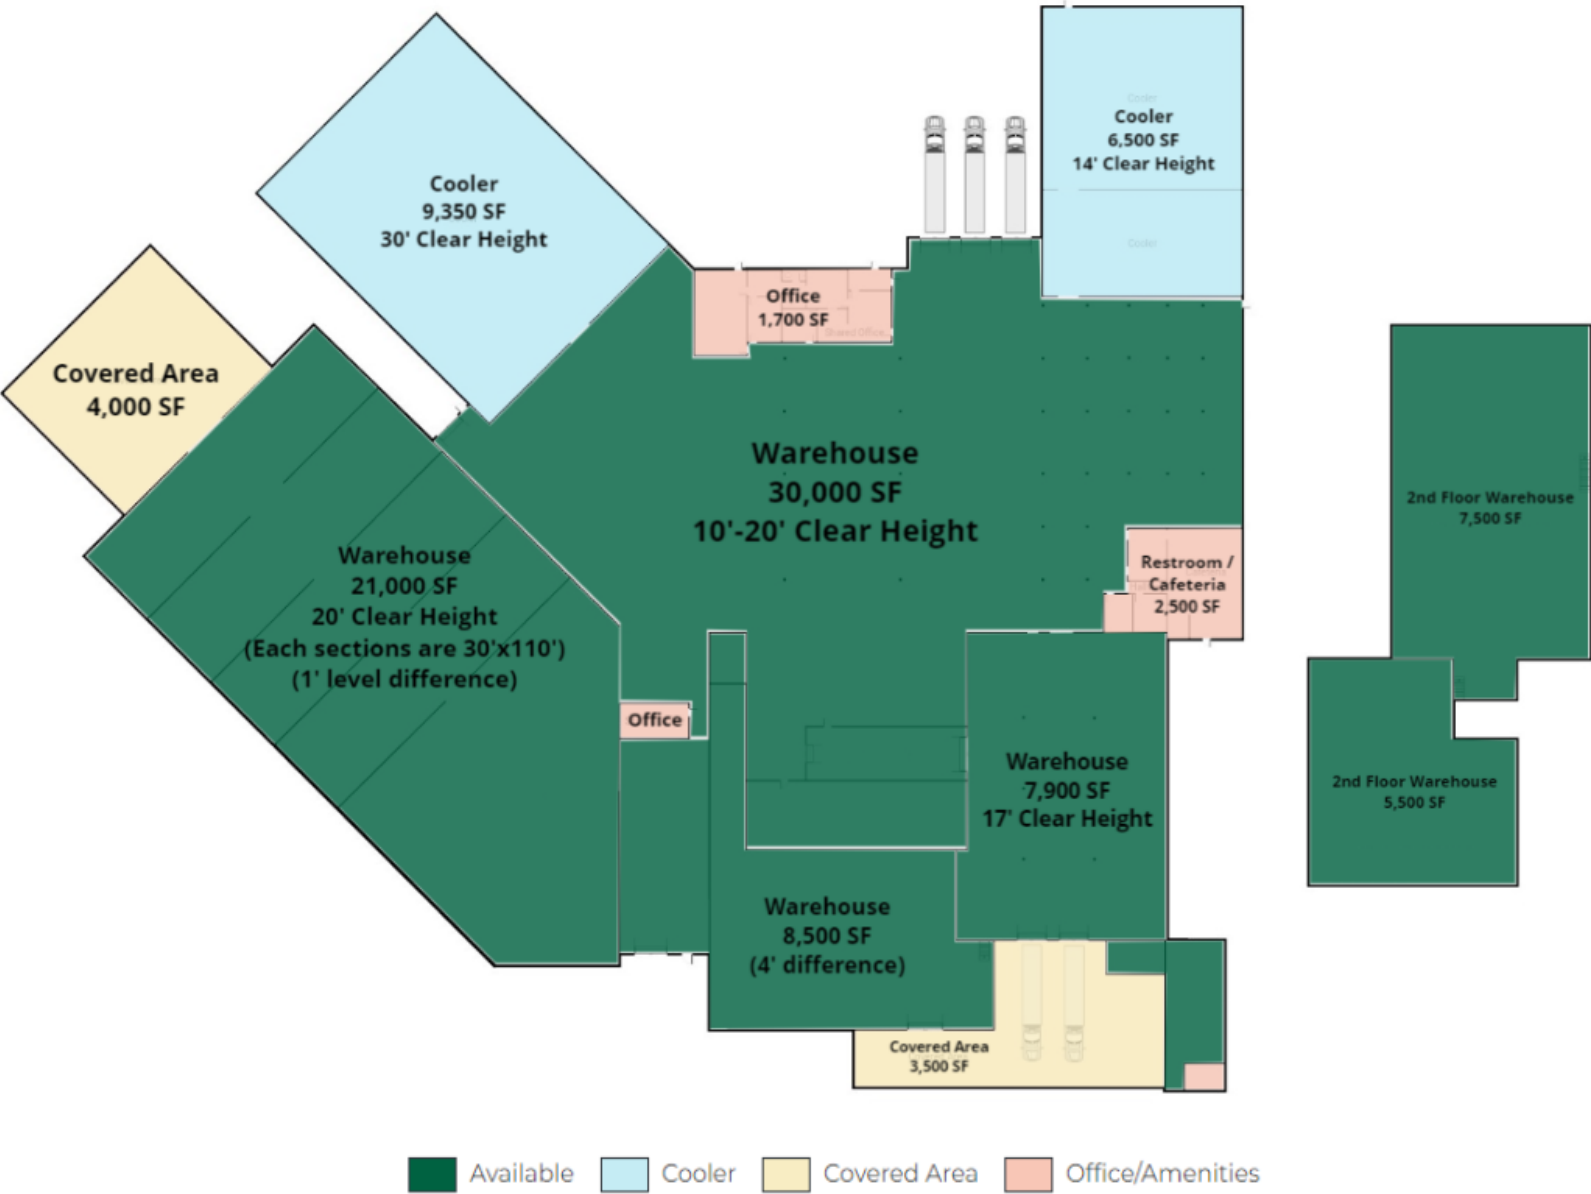 Cooler
Cooler
6,500 SF
14' Clear Height
Cooler
Cooler
9,350 SF
30' Clear Height
Office
1,700 SF
Shared Office
Covered Area
4,000 SF
Warehouse
30,000 SF
10'-20' Clear Height
2nd Floor Warehouse
7,500 SF
Warehouse
21,000 SF
20' Clear Height
(Each sections are 30'x110')
(1' level difference)
Restroom /
Cafeteria
2,500 SF
Office
Warehouse
7,900 SF
17' Clear Height
2nd Floor Warehouse
5,500 SF
Warehouse
8,500 SF
(4' difference)
Covered Area
3,500 SF
Available
Cooler
Covered Area
Office/Amenities